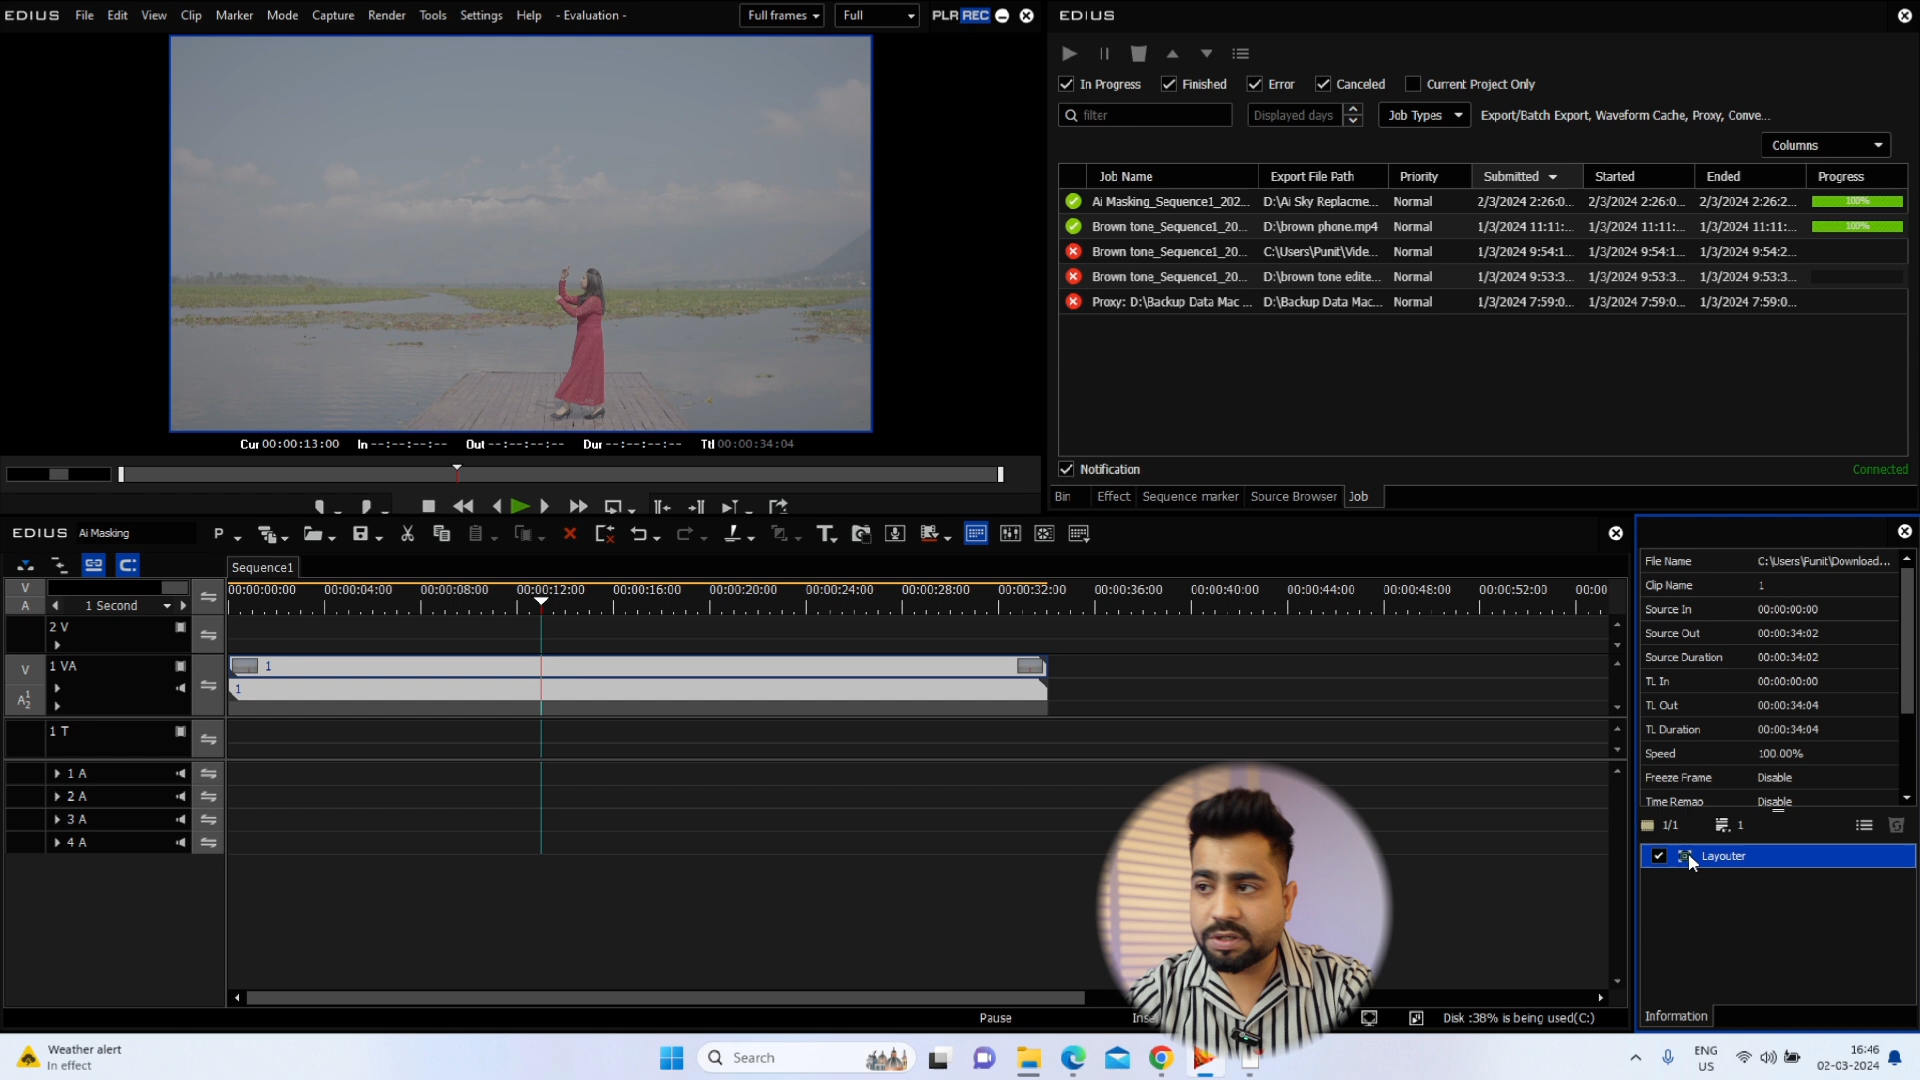 EDIUS File Edit View Clip Marker Mode Capture Render Tools Settings Help - Evaluation - Full frames Full PLR REC
EDIUS
In Progress Finished Error Canceled Current Project Only
filter Displayed days Job Types Export/Batch Export, Waveform Cache, Proxy, Conve...
Columns
Job Name Export File Path Priority Submitted Started Ended Progress
Ai Masking_Sequence1_202... D:\Ai Sky Replacme... Normal 2/3/2024 2:26:0... 2/3/2024 2:26:0... 2/3/2024 2:26:2... 100%
Brown tone_Sequence1_20... D:\brown phone.mp4 Normal 1/3/2024 11:11:... 1/3/2024 11:11:... 1/3/2024 11:11:... 100%
Brown tone_Sequence1_20... C:\Users\Punit\Vide... Normal 1/3/2024 9:54:1... 1/3/2024 9:54:1... 1/3/2024 9:54:2...
Brown tone_Sequence1_20... D:\brown tone edite... Normal 1/3/2024 9:53:3... 1/3/2024 9:53:3... 1/3/2024 9:53:3...
Proxy: D:\Backup Data Mac ... D:\Backup Data Mac... Normal 1/3/2024 7:59:0... 1/3/2024 7:59:0... 1/3/2024 7:59:0...
Cur 00:00:13:00 In --:--:--:-- Out --:--:--:-- Dur --:--:--:-- Ttl 00:00:34:04
Notification Connected
Bin Effect Sequence marker Source Browser Job
EDIUS Ai Masking P T
Sequence1
V
A 1 Second
00:00:00:00 00:00:04:00 00:00:08:00 00:00:12:00 00:00:16:00 00:00:20:00 00:00:24:00 00:00:28:00 00:00:32:00 00:00:36:00 00:00:40:00 00:00:44:00 00:00:48:00 00:00:52:00 00:00
2 V
V 1 VA 1
A12 1
1 T
1 A
2 A
3 A
4 A
File Name C:\Users\Punit\Download...
Clip Name 1
Source In 00:00:00:00
Source Out 00:00:34:02
Source Duration 00:00:34:02
TL In 00:00:00:00
TL Out 00:00:34:04
TL Duration 00:00:34:04
Speed 100.00%
Freeze Frame Disable
Time Remap Disable
1/1 1
Layouter
Information
Pause Inse Disk :38% is being used(C:)
Weather alert
In effect
Search
ENG
US
16:46
02-03-2024